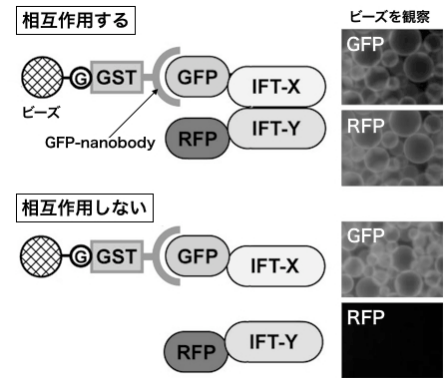 相互作用する
ビーズを観察
G GST GFP IFT-X
ビーズ
GFP-nanobody
RFP IFT-Y
GFP
RFP
相互作用しない
G GST GFP IFT-X
RFP IFT-Y
GFP
RFP